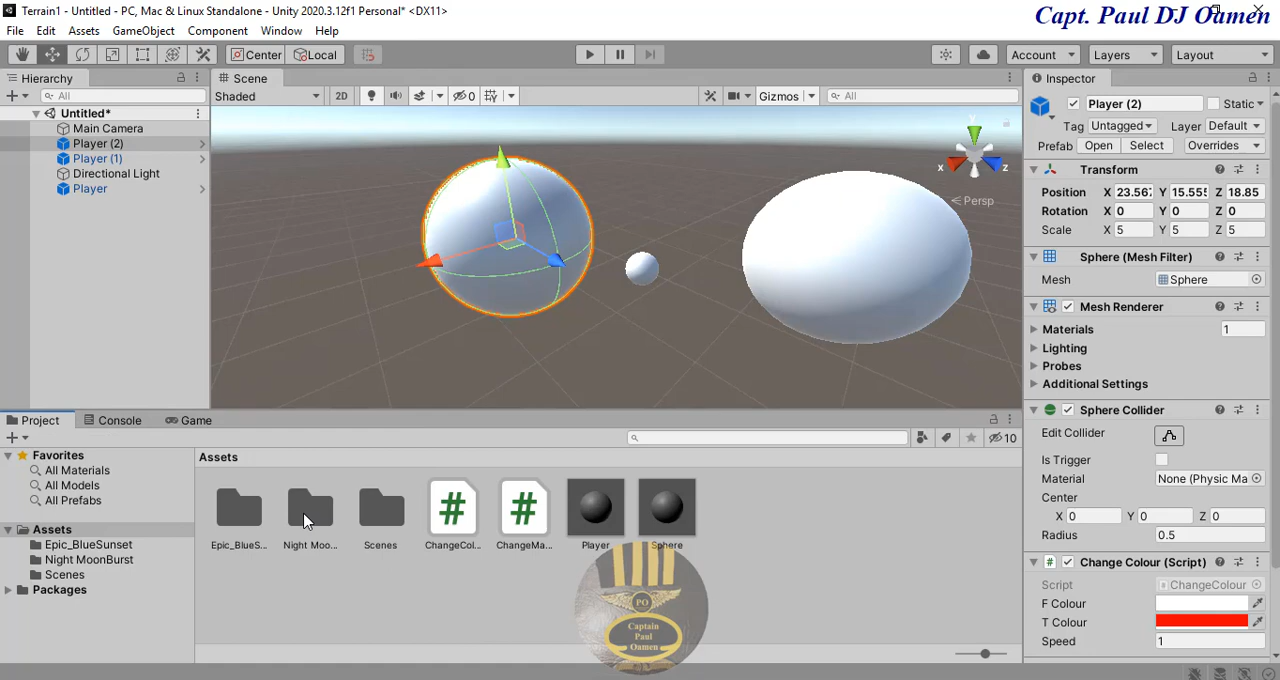 Terrain1 - Untitled - PC, Mac & Linux Standalone - Unity 2020.3.12f1 Personal* <DX11>
Capt. Paul DJ Oamen
File Edit Assets GameObject Component Window Help
Center Local Account Layers Layout
Hierarchy
All
Untitled*
Main Camera
Player (2)
Player (1)
Directional Light
Player
Scene
Shaded 2D 0 Gizmos All
y
x z
Persp
Inspector
Player (2) Static
Tag Untagged Layer Default
Prefab Open Select Overrides
Transform
Position X 23.567 Y 15.555 Z 18.85
Rotation X 0 Y 0 Z 0
Scale X 5 Y 5 Z 5
Sphere (Mesh Filter)
Mesh Sphere
Mesh Renderer
Materials 1
Lighting
Probes
Additional Settings
Sphere Collider
Edit Collider
Is Trigger
Material None (Physic Ma
Center
X 0 Y 0 Z 0
Radius 0.5
Change Colour (Script)
Script ChangeColour
F Colour
T Colour
Speed 1
Project Console Game
10
Favorites
All Materials
All Models
All Prefabs
Assets
Epic_BlueSunset
Night MoonBurst
Scenes
Packages
Assets
Epic_BlueS... Night Moo... Scenes ChangeCol... ChangeMa... Player Sphere
PO
Captain
Paul
Oamen